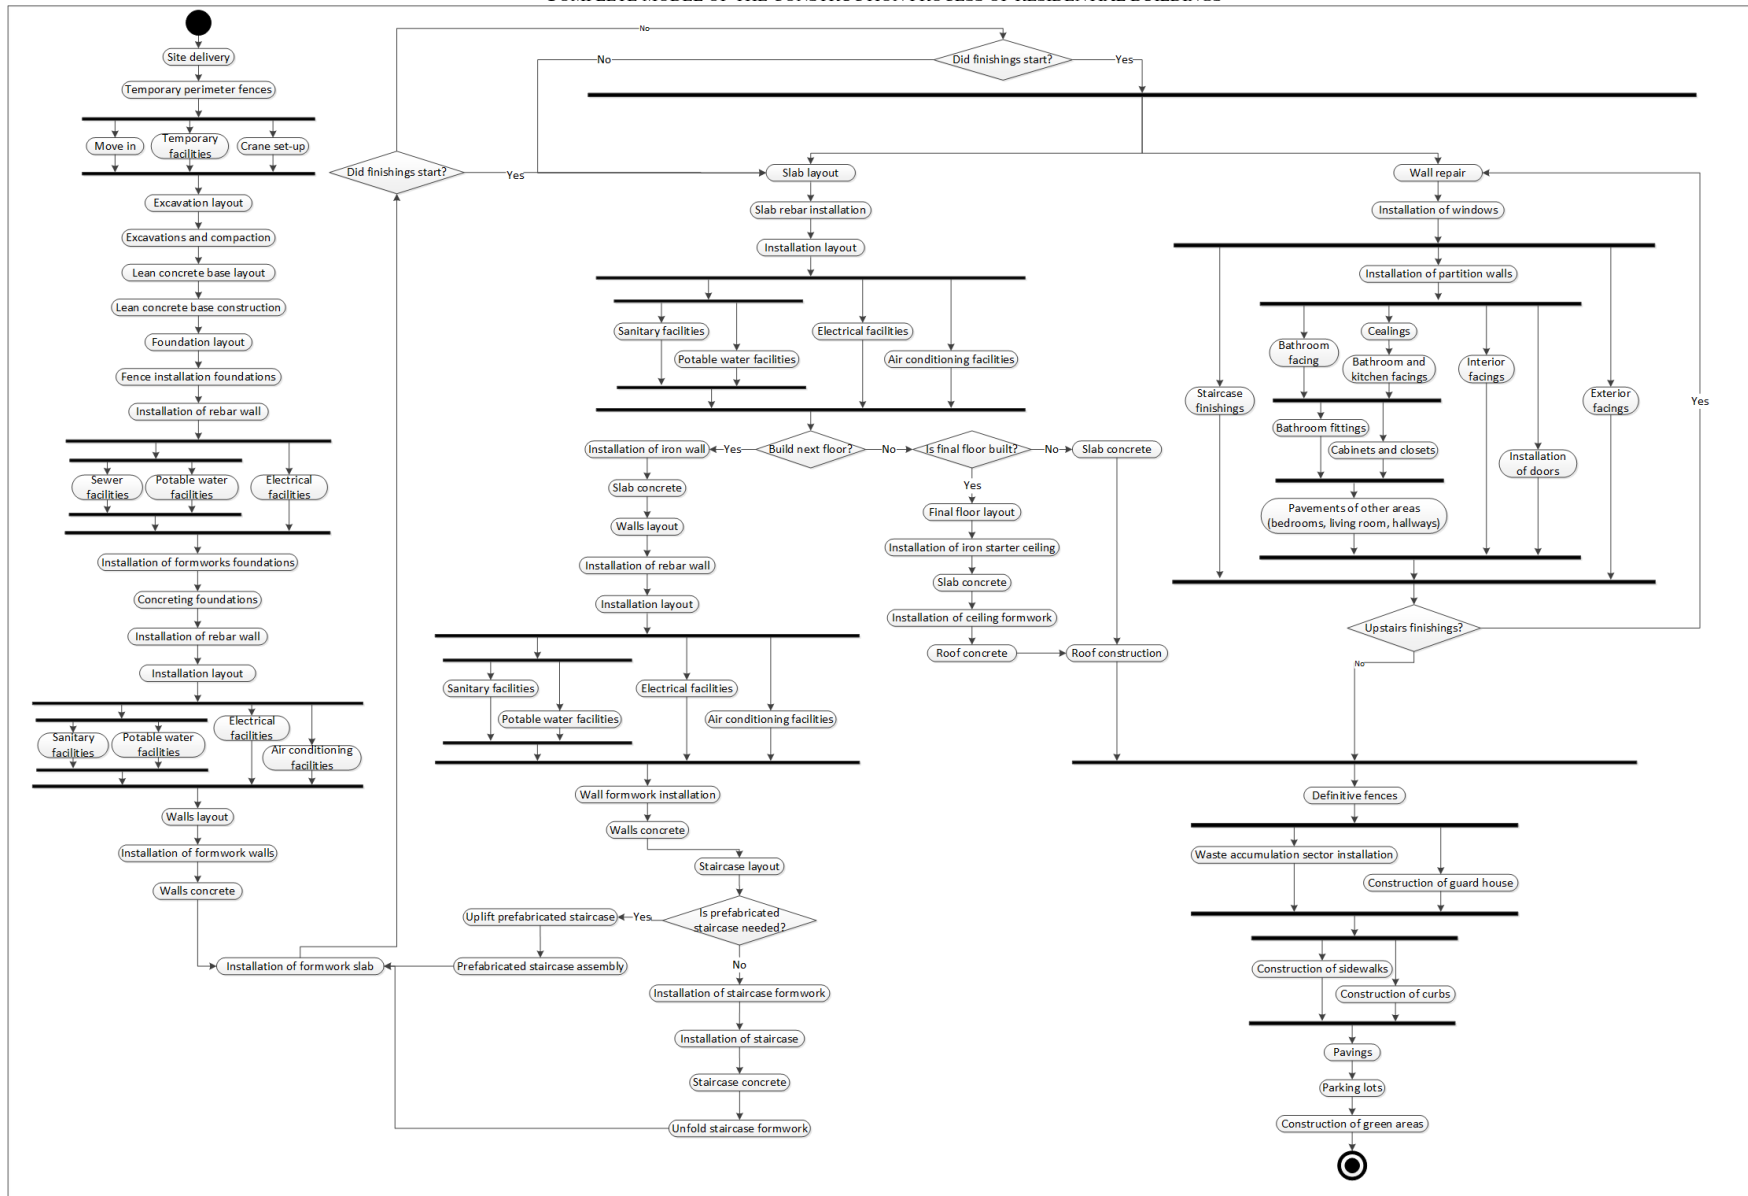 COMPLETE MODEL OF THE CONSTRUCTION PROCESS OF RESIDENTIAL BUILDINGS
Site delivery
Temporary perimeter fences
Move in
Temporary
facilities
Crane set-up
Excavation layout
Excavations and compaction
Lean concrete base layout
Lean concrete base construction
Foundation layout
Fence installation foundations
Installation of rebar wall
Sewer
facilities
Potable water
facilities
Electrical
facilities
Installation of formworks foundations
Concreting foundations
Installation of rebar wall
Installation layout
Sanitary
facilities
Potable water
facilities
Electrical
facilities
Air conditioning
facilities
Walls layout
Installation of formwork walls
Walls concrete
Installation of formwork slab
Did finishings start?
No
Yes
Did finishings start?
No
Yes
Slab layout
Slab rebar installation
Installation layout
Sanitary facilities
Potable water facilities
Electrical facilities
Air conditioning facilities
Build next floor?
Yes
No
Is final floor built?
No
Yes
Slab concrete
Installation of iron wall
Slab concrete
Walls layout
Installation of rebar wall
Installation layout
Sanitary facilities
Potable water facilities
Electrical facilities
Air conditioning facilities
Wall formwork installation
Walls concrete
Staircase layout
Is prefabricated
staircase needed?
Yes
Uplift prefabricated staircase
Prefabricated staircase assembly
No
Installation of staircase formwork
Installation of staircase
Staircase concrete
Unfold staircase formwork
Final floor layout
Installation of iron starter ceiling
Slab concrete
Installation of ceiling formwork
Roof concrete
Roof construction
Wall repair
Installation of windows
Installation of partition walls
Staircase
finishings
Bathroom
facing
Cealings
Bathroom and
kitchen facings
Interior
facings
Exterior
facings
Bathroom fittings
Cabinets and closets
Installation
of doors
Pavements of other areas
(bedrooms, living room, hallways)
Upstairs finishings?
Yes
No
Definitive fences
Waste accumulation sector installation
Construction of guard house
Construction of sidewalks
Construction of curbs
Pavings
Parking lots
Construction of green areas